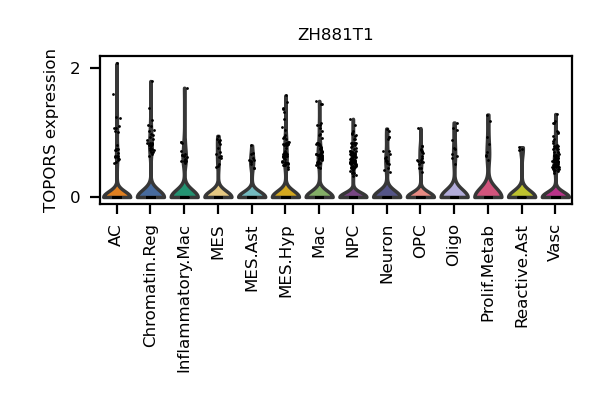 ZH881T1
TOPORS expression
2
0
AC
Chromatin.Reg
Inflammatory.Mac
MES
MES.Ast
MES.Hyp
Mac
NPC
Neuron
OPC
Oligo
Prolif.Metab
Reactive.Ast
Vasc